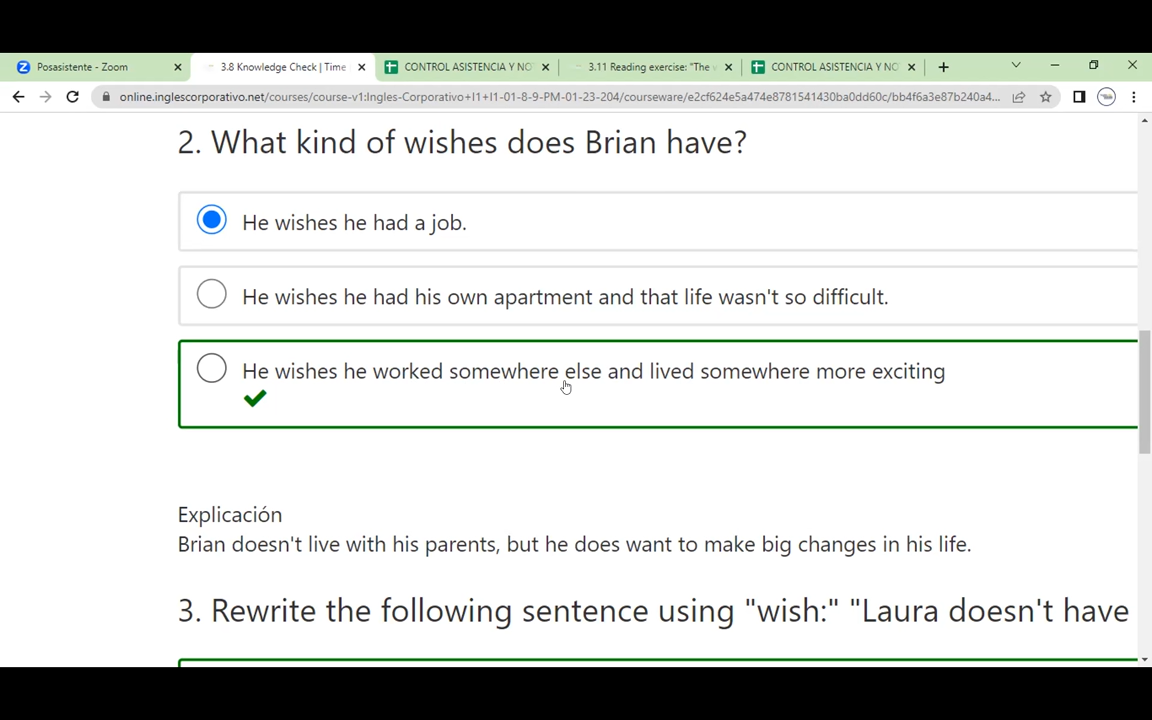 Posasistente - Zoom
3.8 Knowledge Check | Time
CONTROL ASISTENCIA Y NO
3.11 Reading exercise: "The
CONTROL ASISTENCIA Y NO
online.inglescorporativo.net/courses/course-v1:Ingles-Corporativo+I1+I1-01-8-9-PM-01-23-204/courseware/e2cf624e5a474e8781541430ba0dd60c/bb4f6a3e87b240a4...
2. What kind of wishes does Brian have?
He wishes he had a job.
He wishes he had his own apartment and that life wasn't so difficult.
He wishes he worked somewhere else and lived somewhere more exciting
Explicación
Brian doesn't live with his parents, but he does want to make big changes in his life.
3. Rewrite the following sentence using "wish:" "Laura doesn't have